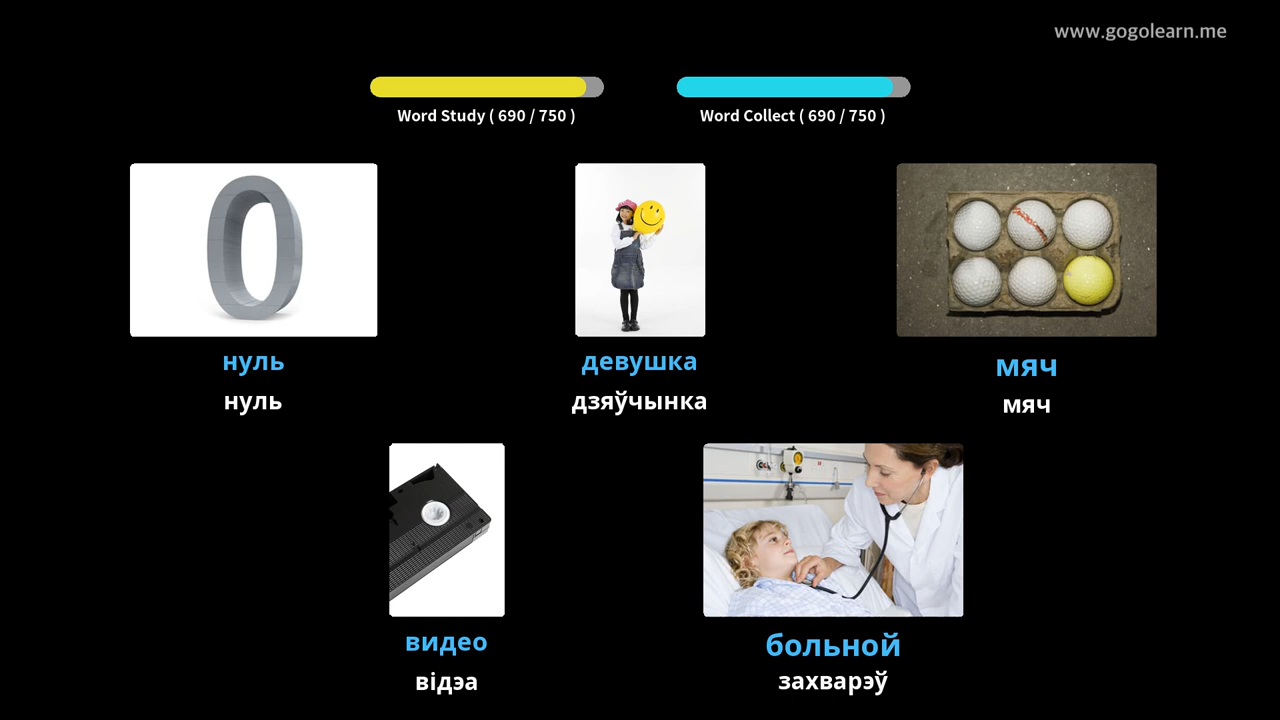 www.gogolearn.me
Word Study ( 690 / 750 )
Word Collect ( 690 / 750 )
нуль
нуль
девушка
дзяўчынка
мяч
мяч
видео
відэа
больной
захварэў